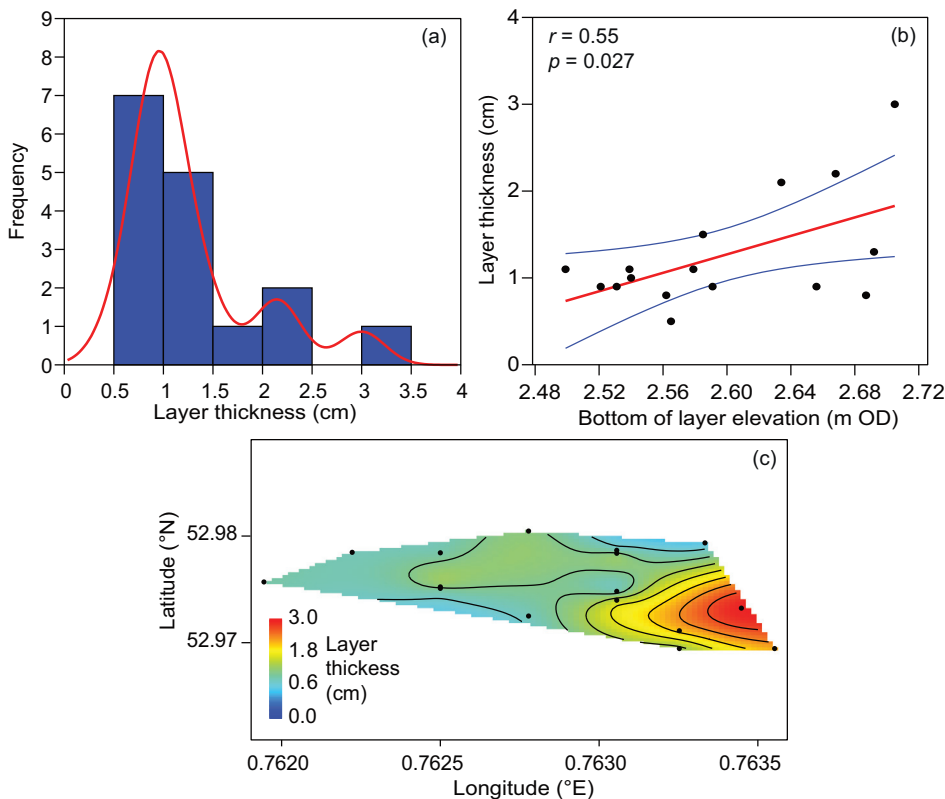 (a)
9
8
7
6
5
4
3
2
1
0
Frequency
0 0.5 1.0 1.5 2.0 2.5 3.0 3.5 4
Layer thickness (cm)
(b)
r = 0.55
p = 0.027
4
3
2
1
0
Layer thickness (cm)
2.48 2.52 2.56 2.60 2.64 2.68 2.72
Bottom of layer elevation (m OD)
(c)
52.98
52.97
Latitude (°N)
3.0
1.8
0.6
0.0
Layer
thickess
(cm)
0.7620 0.7625 0.7630 0.7635
Longitude (°E)